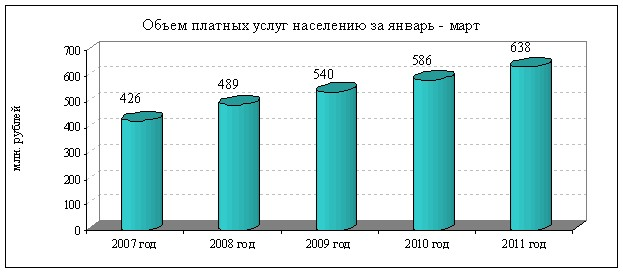 Объем платных услуг населению за январь - март
млн. рублей
700
600
500
400
300
200
100
0
426
489
540
586
638
2007 год
2008 год
2009 год
2010 год
2011 год